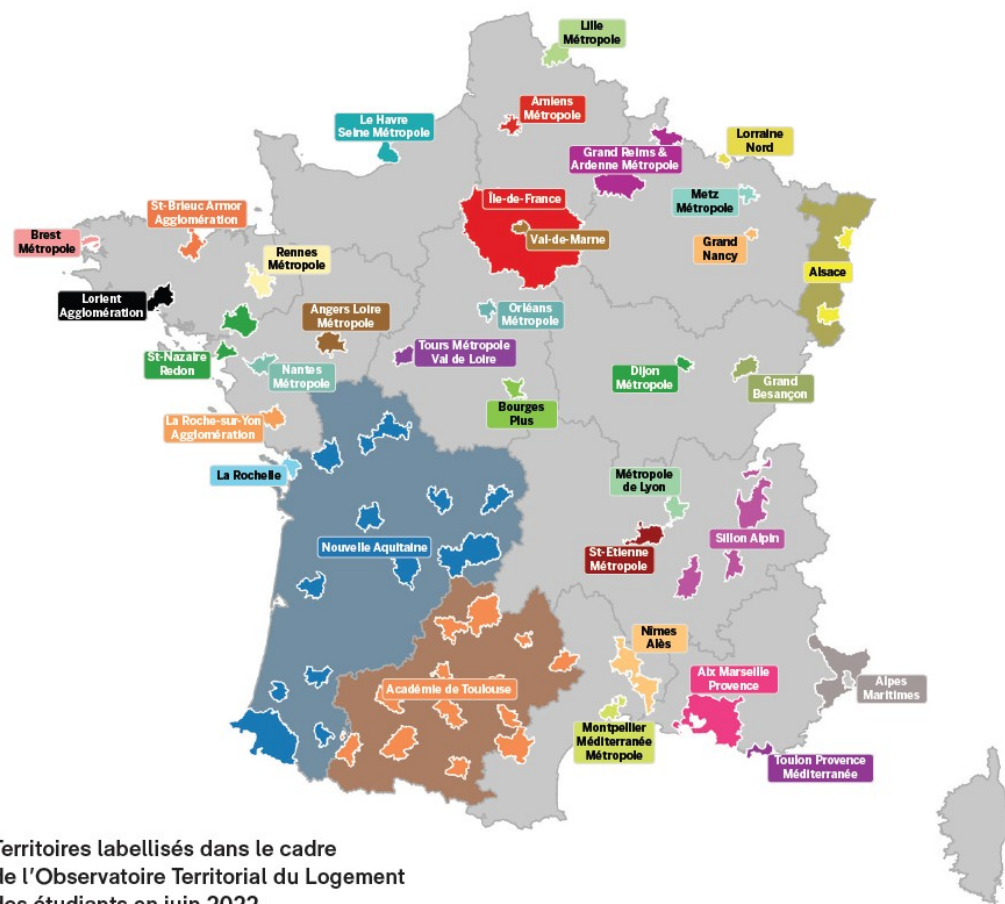 Lille
Métropole
Amiens
Métropole
Le Havre
Seine Métropole
Grand Reims &
Ardenne Métropole
Lorraine
Nord
Metz
Métropole
Île-de-France
Val-de-Marne
St-Brieuc Armor
Agglomération
Brest
Métropole
Rennes
Métropole
Grand
Nancy
Alsace
Lorient
Agglomération
Angers Loire
Métropole
Orléans
Métropole
Tours Métropole
Val de Loire
St-Nazaire
Redon
Nantes
Métropole
Dijon
Métropole
Grand
Besançon
Bourges
Plus
La Roche-sur-Yon
Agglomération
La Rochelle
Métropole
de Lyon
Nouvelle Aquitaine
St-Etienne
Métropole
Sillon Alpin
Nîmes
Alès
Aix Marseille
Provence
Alpes
Maritimes
Académie de Toulouse
Montpellier
Méditerranée
Métropole
Toulon Provence
Méditerranée
Territoires labellisés dans le cadre
de l'Observatoire Territorial du Logement
des étudiants en juin 2022